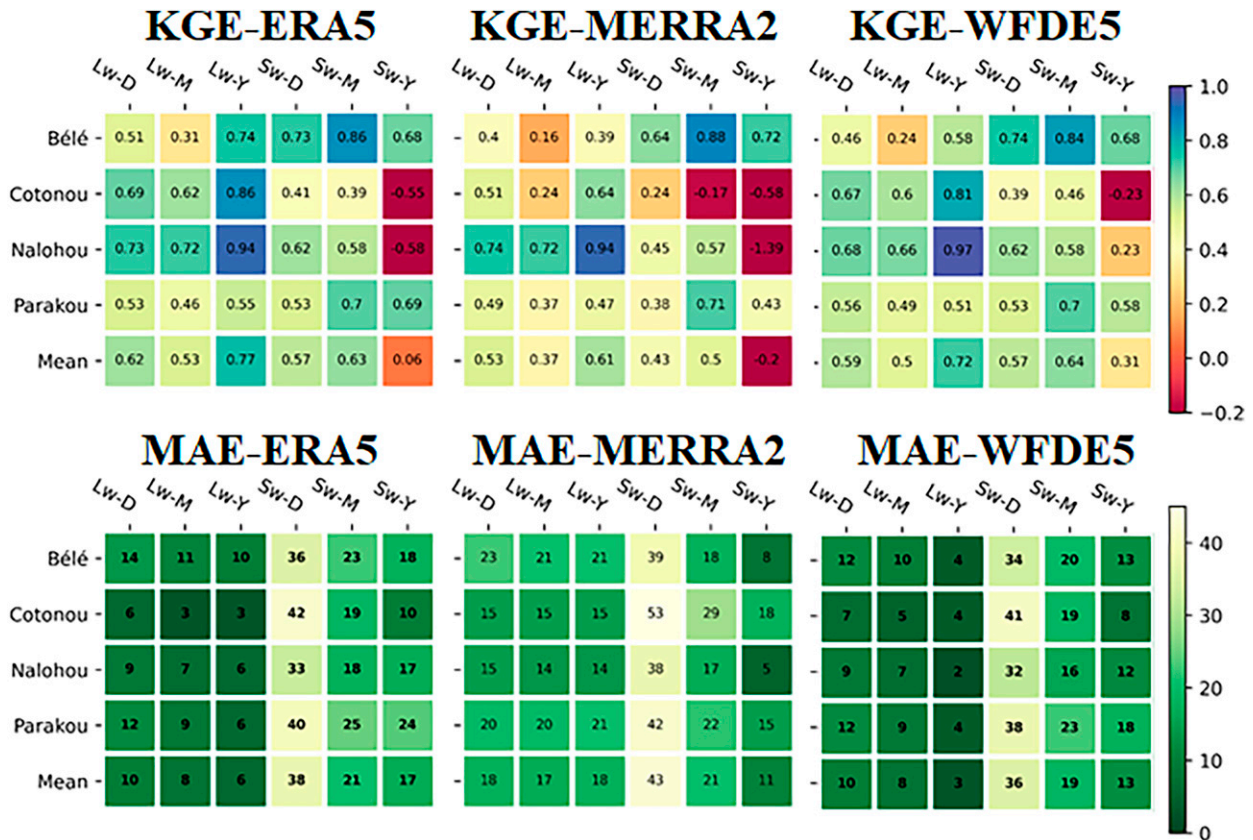 KGE-ERA5 KGE-MERRA2 KGE-WFDE5
Lw-D Lw-M Lw-Y Sw-D Sw-M Sw-Y Lw-D Lw-M Lw-Y Sw-D Sw-M Sw-Y Lw-D Lw-M Lw-Y Sw-D Sw-M Sw-Y
1.0
Bélé 0.51 0.31 0.74 0.73 0.86 0.68 0.4 0.16 0.39 0.64 0.88 0.72 0.46 0.24 0.58 0.74 0.84 0.68
0.8
Cotonou 0.69 0.62 0.86 0.41 0.39 -0.55 0.51 0.24 0.64 0.24 -0.17 -0.58 0.67 0.6 0.81 0.39 0.46 -0.23
0.6
Nalohou 0.73 0.72 0.94 0.62 0.58 -0.58 0.74 0.72 0.94 0.45 0.57 -1.39 0.68 0.66 0.97 0.62 0.58 0.23
0.4
Parakou 0.53 0.46 0.55 0.53 0.7 0.69 0.49 0.37 0.47 0.38 0.71 0.43 0.56 0.49 0.51 0.53 0.7 0.58
0.2
Mean 0.62 0.53 0.77 0.57 0.63 0.06 0.53 0.37 0.61 0.43 0.5 -0.2 0.59 0.5 0.72 0.57 0.64 0.31
0.0
−0.2
MAE-ERA5 MAE-MERRA2 MAE-WFDE5
Lw-D Lw-M Lw-Y Sw-D Sw-M Sw-Y Lw-D Lw-M Lw-Y Sw-D Sw-M Sw-Y Lw-D Lw-M Lw-Y Sw-D Sw-M Sw-Y
40
Bélé 14 11 10 36 23 18 23 21 21 39 18 8 12 10 4 34 20 13
Cotonou 6 3 3 42 19 10 15 15 15 53 29 18 7 5 4 41 19 8
30
Nalohou 9 7 6 33 18 17 15 14 14 38 17 5 9 7 2 32 16 12
20
Parakou 12 9 6 40 25 24 20 20 21 42 22 15 12 9 4 38 23 18
10
Mean 10 8 6 38 21 17 18 17 18 43 21 11 10 8 3 36 19 13
0